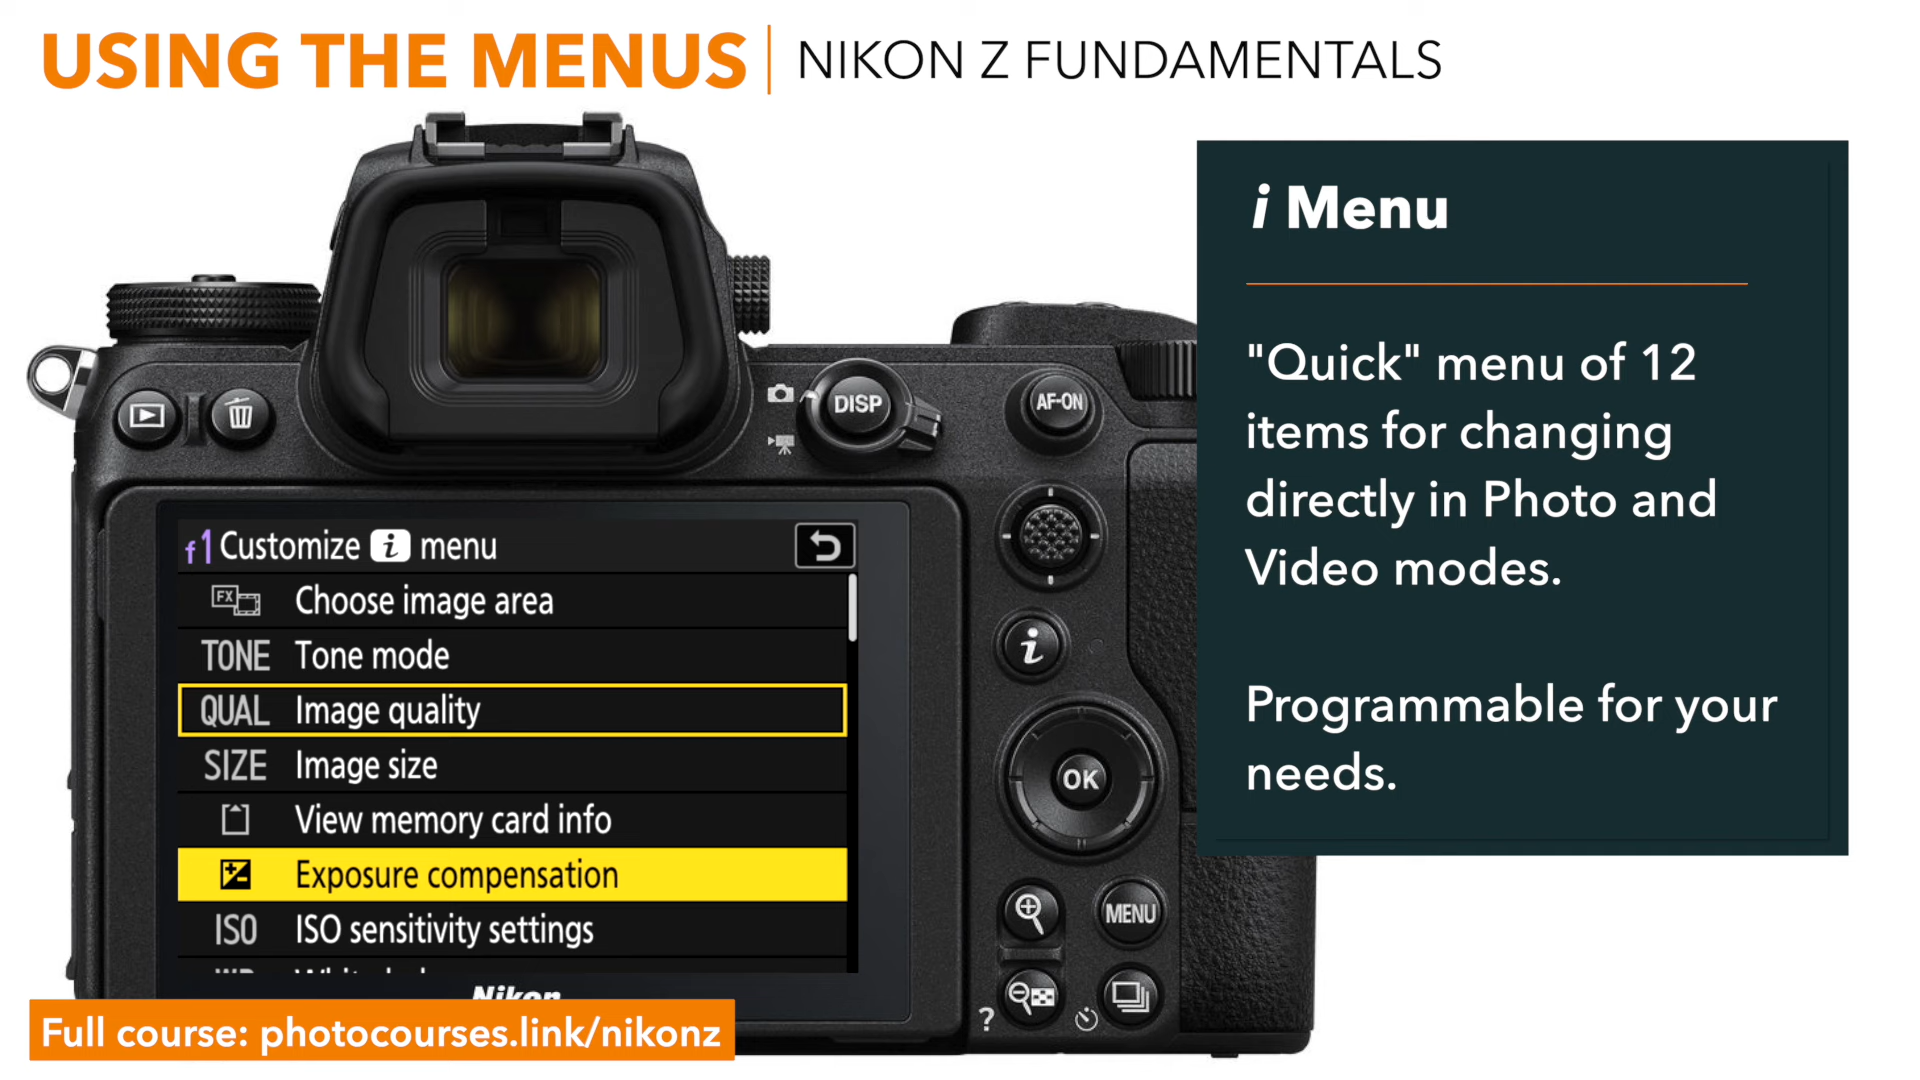 USING THE MENUS | NIKON Z FUNDAMENTALS
i Menu
"Quick" menu of 12
items for changing
directly in Photo and
Video modes.
Programmable for your
needs.
DISP
AF-ON
f1 Customize i menu
FX Choose image area
TONE Tone mode
QUAL Image quality
SIZE Image size
View memory card info
Exposure compensation
ISO ISO sensitivity settings
i
OK
MENU
?
Nikon
Full course: photocourses.link/nikonz